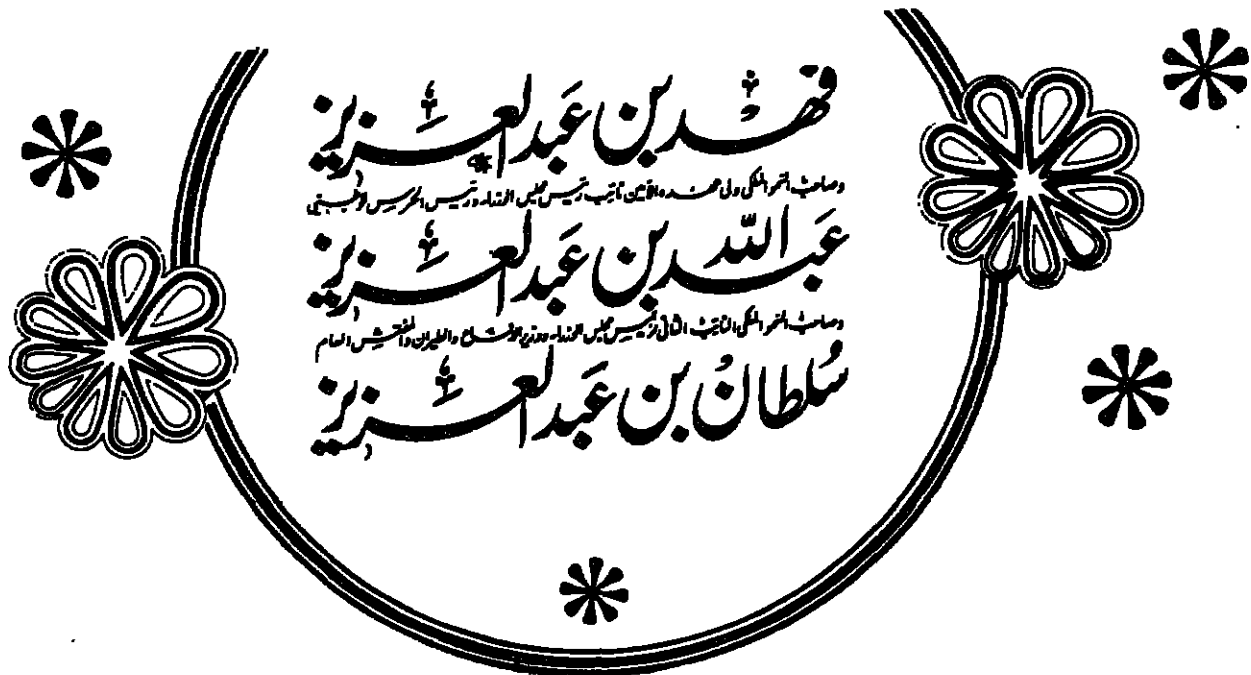 فهد بن عبد العزيز
وصاحب السمو الملكي ولي عهده الأمين نائب رئيس مجلس الوزراء ورئيس الحرس الوطني
عبد الله بن عبد العزيز
وصاحب السمو الملكي النائب الثاني لرئيس مجلس الوزراء ووزير الدفاع والطيران والمفتش العام
سُلطانُ بن عبد العزيز